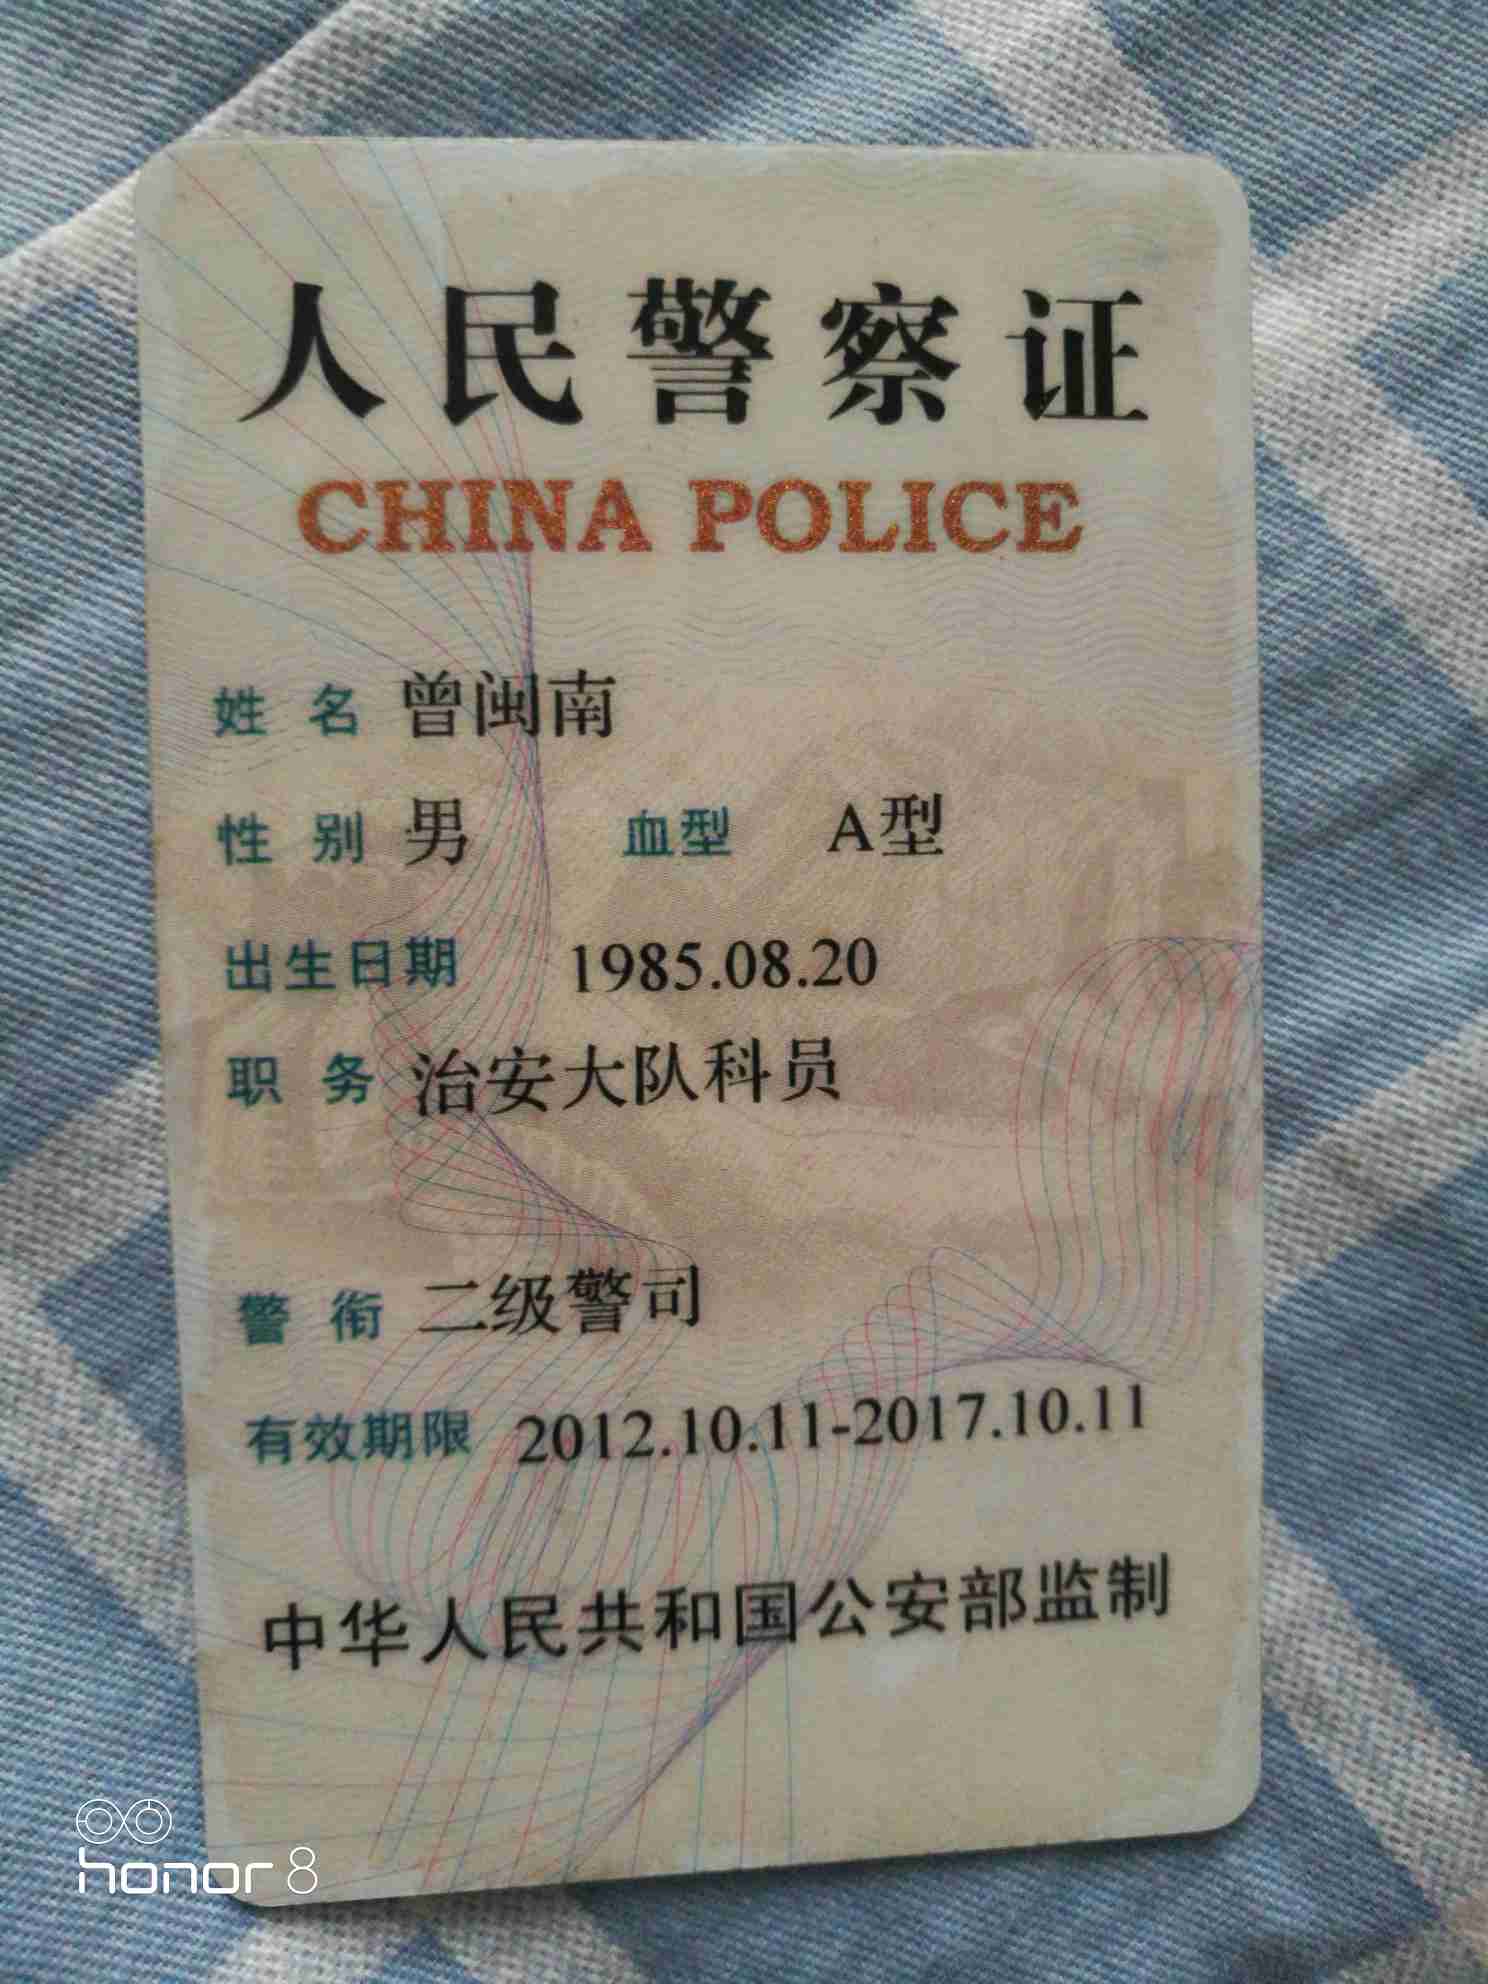 人民警察证
CHINA POLICE
姓 名 曾闽南
性 别 男 血型 A型
出生日期 1985.08.20
职 务 治安大队科员
警 衔 二级警司
有效期限 2012.10.11-2017.10.11
中华人民共和国公安部监制
honor 8